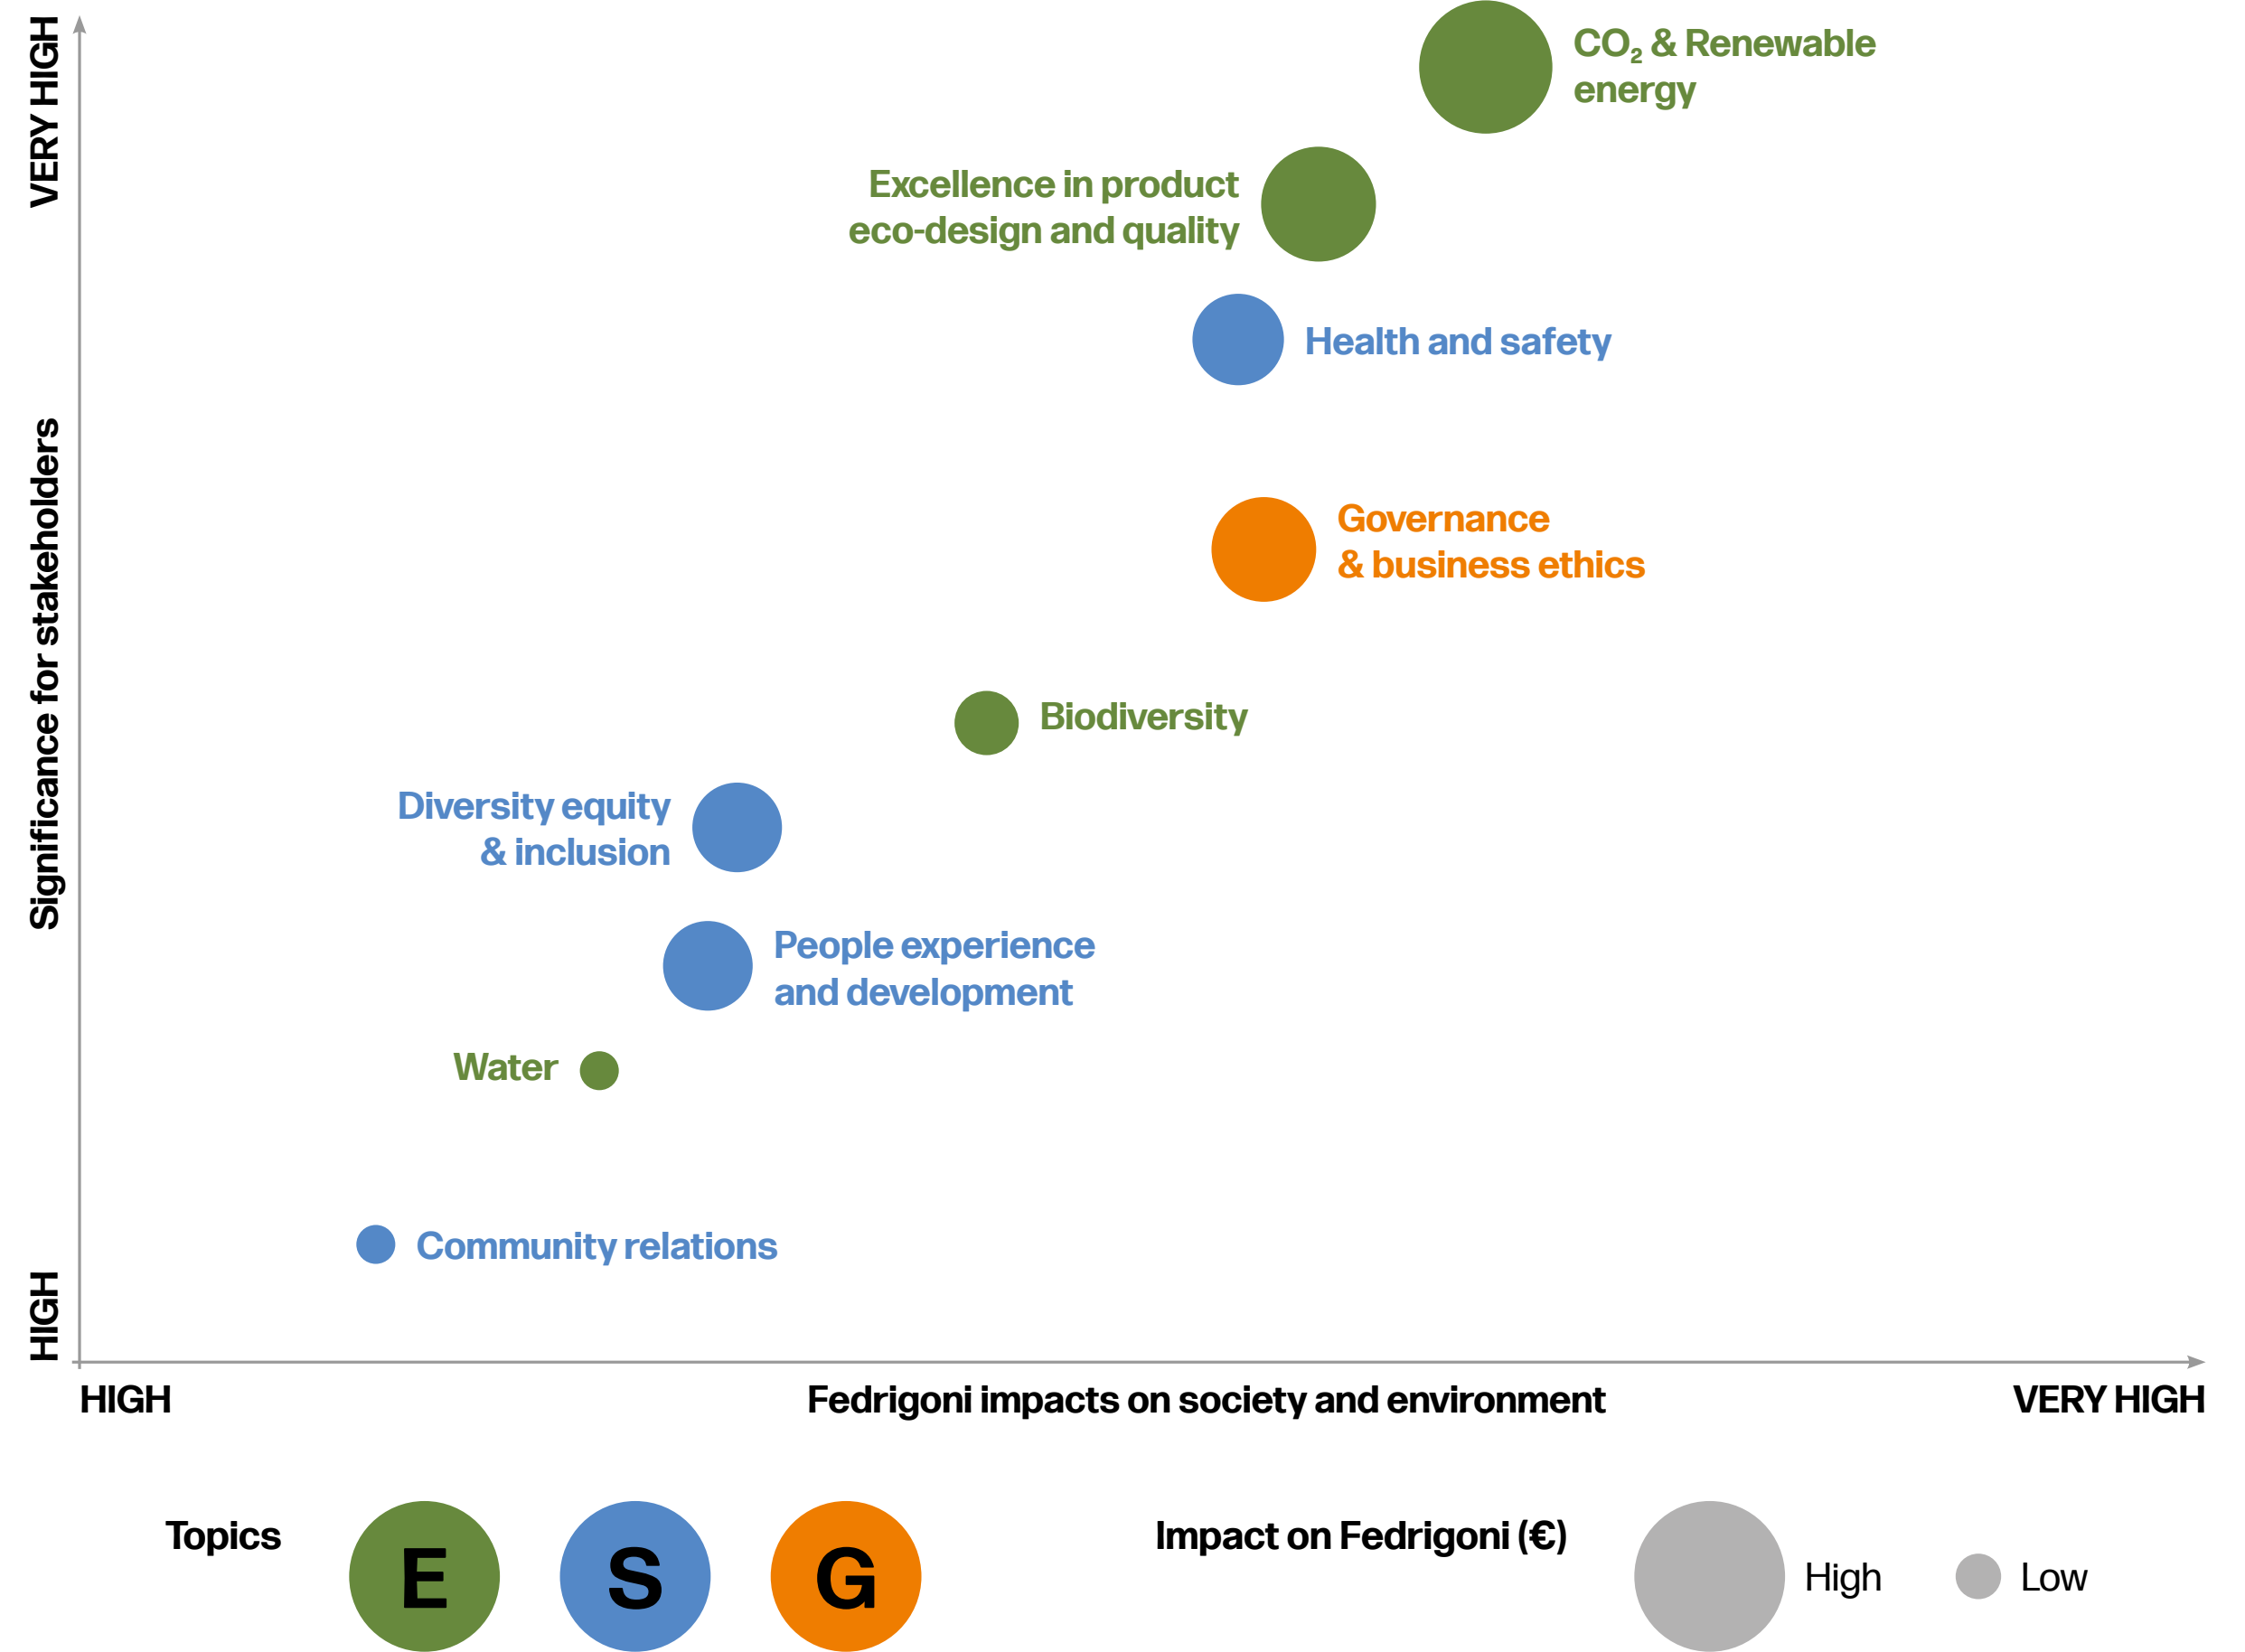 VERY HIGH
Significance for stakeholders
HIGH
CO₂ & Renewable
energy
Excellence in product
eco-design and quality
Health and safety
Governance
& business ethics
Biodiversity
Diversity equity
& inclusion
People experience
and development
Water
Community relations
HIGH
Fedrigoni impacts on society and environment
VERY HIGH
Topics
E
S
G
Impact on Fedrigoni (€)
High
Low